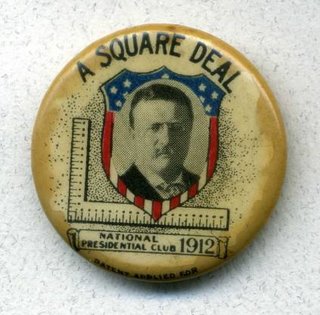 A SQUARE DEAL
NATIONAL
PRESIDENTIAL CLUB 1912
PATENT APPLIED FOR